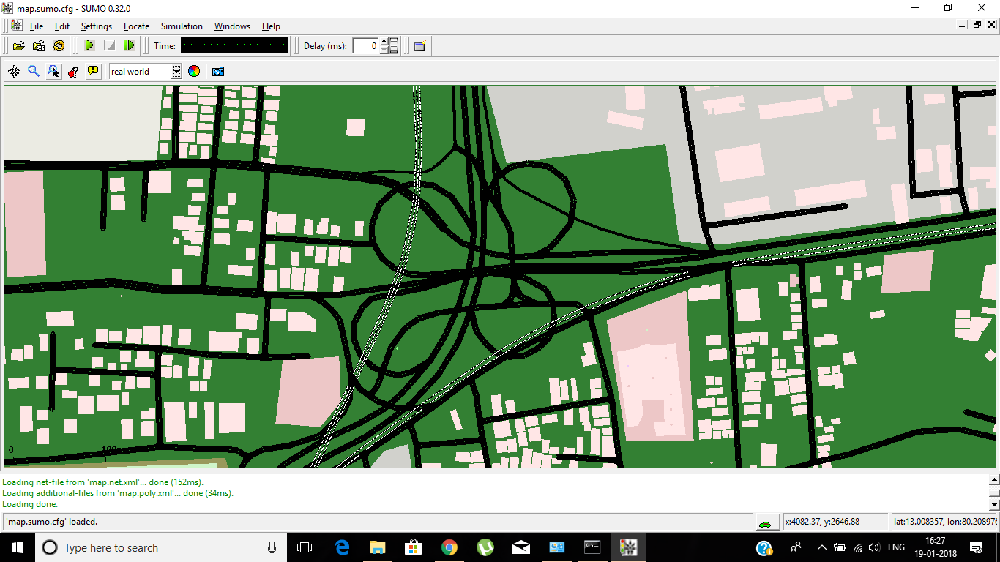 map.sumo.cfg - SUMO 0.32.0
File Edit Settings Locate Simulation Windows Help
Time: Delay (ms): 0
real world
0 100
Loading net-file from 'map.net.xml'... done (152ms).
Loading additional-files from 'map.poly.xml'... done (34ms).
Loading done.
'map.sumo.cfg' loaded. - x:4082.37, y:2646.88 lat:13.008357, lon:80.208976
Type here to search ENG 16:27
19-01-2018